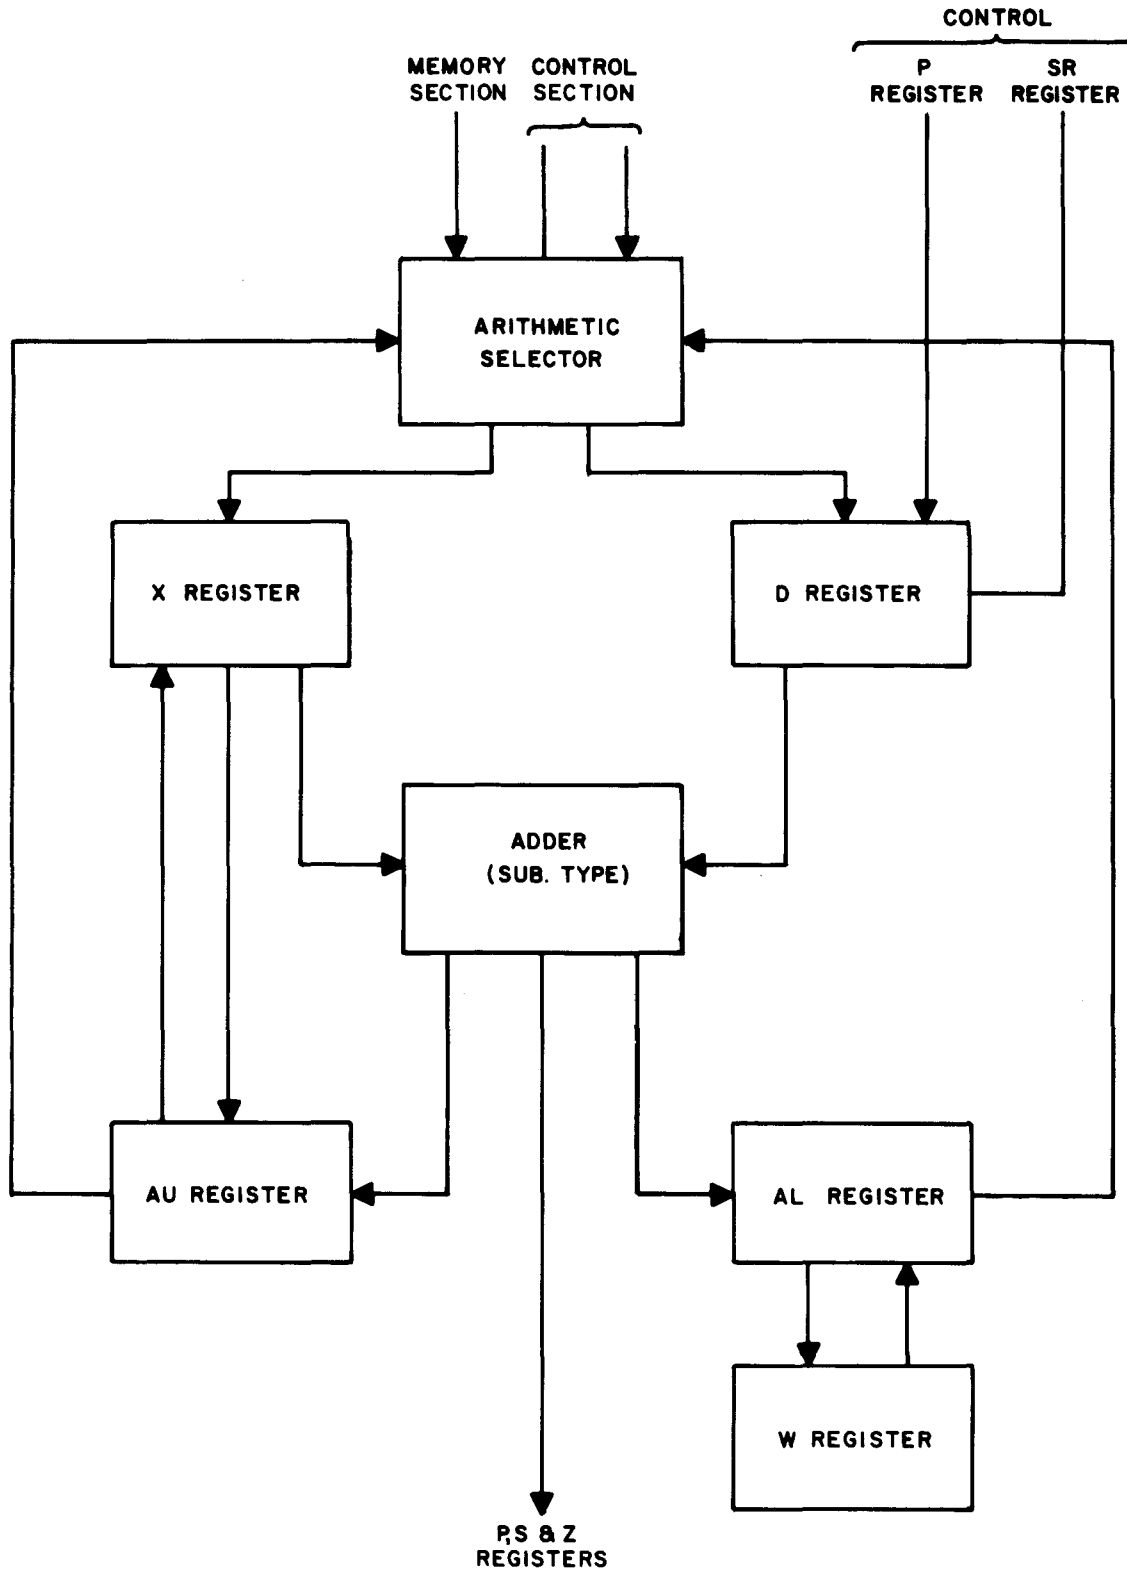 CONTROL
MEMORY SECTION
CONTROL SECTION
P REGISTER
SR REGISTER
ARITHMETIC
SELECTOR
X REGISTER
D REGISTER
ADDER
(SUB. TYPE)
AU REGISTER
AL REGISTER
W REGISTER
P,S & Z
REGISTERS